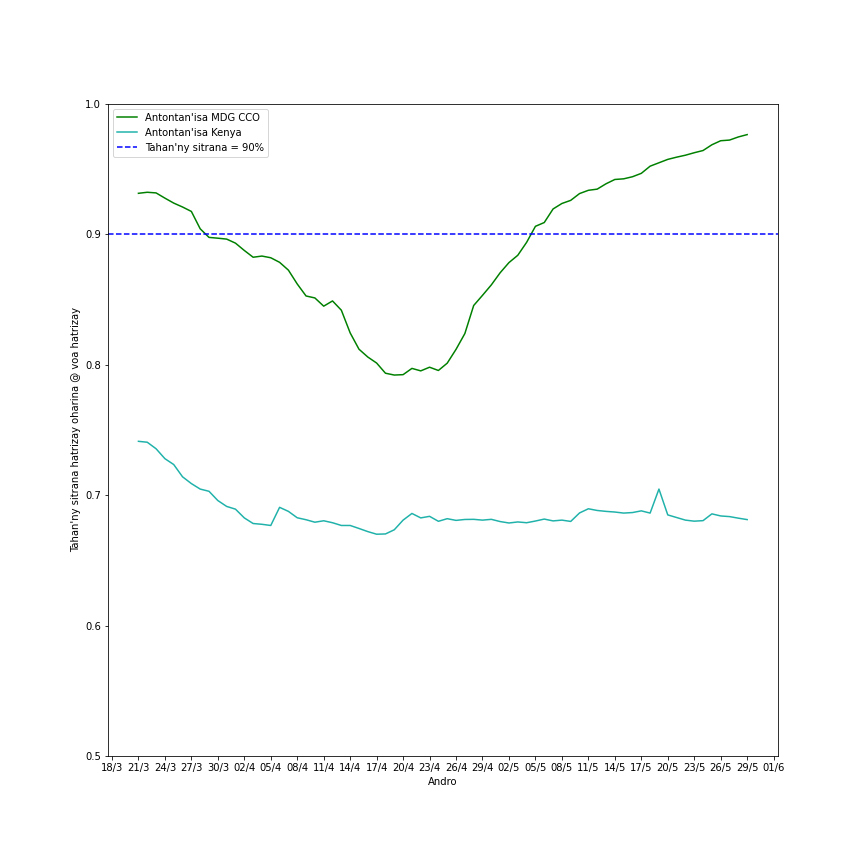 Antontan'isa MDG CCO
Antontan'isa Kenya
Tahan'ny sitrana = 90%
Tahan'ny sitrana hatrizay oharina @ voa hatrizay
1.0
0.9
0.8
0.7
0.6
0.5
18/3 21/3 24/3 27/3 30/3 02/4 05/4 08/4 11/4 14/4 17/4 20/4 23/4 26/4 29/4 02/5 05/5 08/5 11/5 14/5 17/5 20/5 23/5 26/5 29/5 01/6
Andro